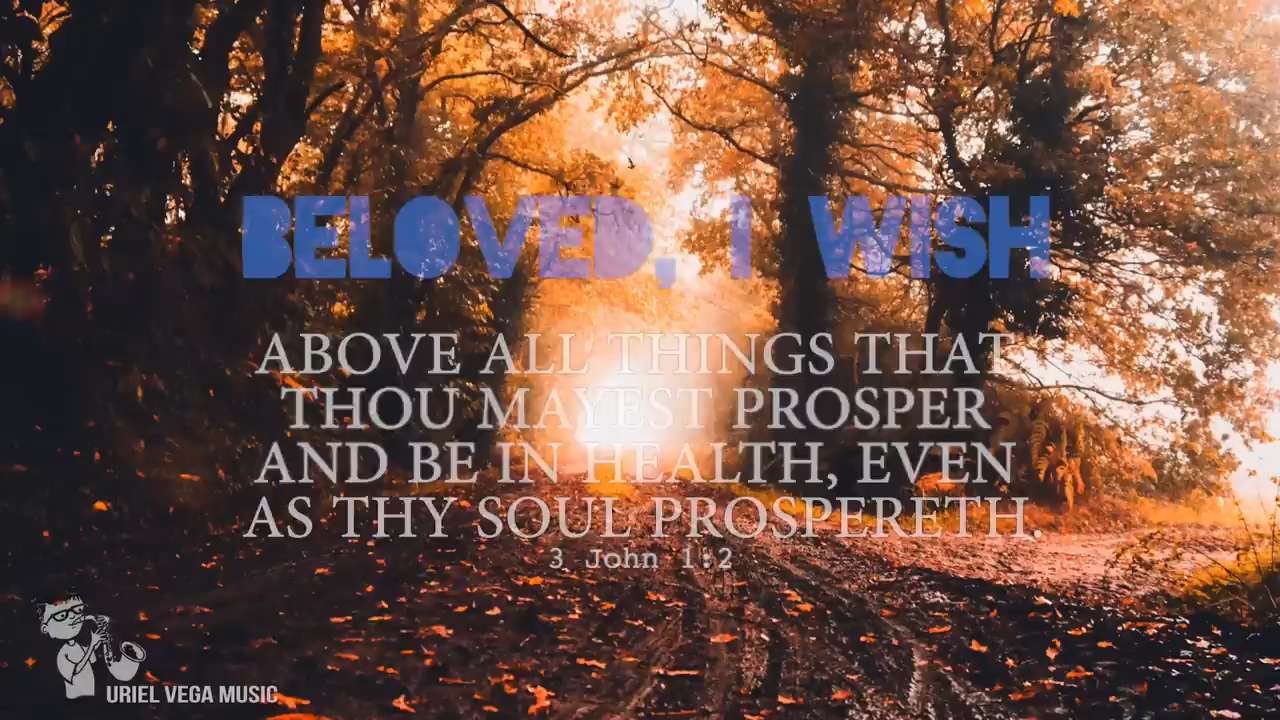 BELOVED, I WISH
ABOVE ALL THINGS THAT
THOU MAYEST PROSPER
AND BE IN HEALTH, EVEN
AS THY SOUL PROSPERETH.
3 John 1:2
URIEL VEGA MUSIC